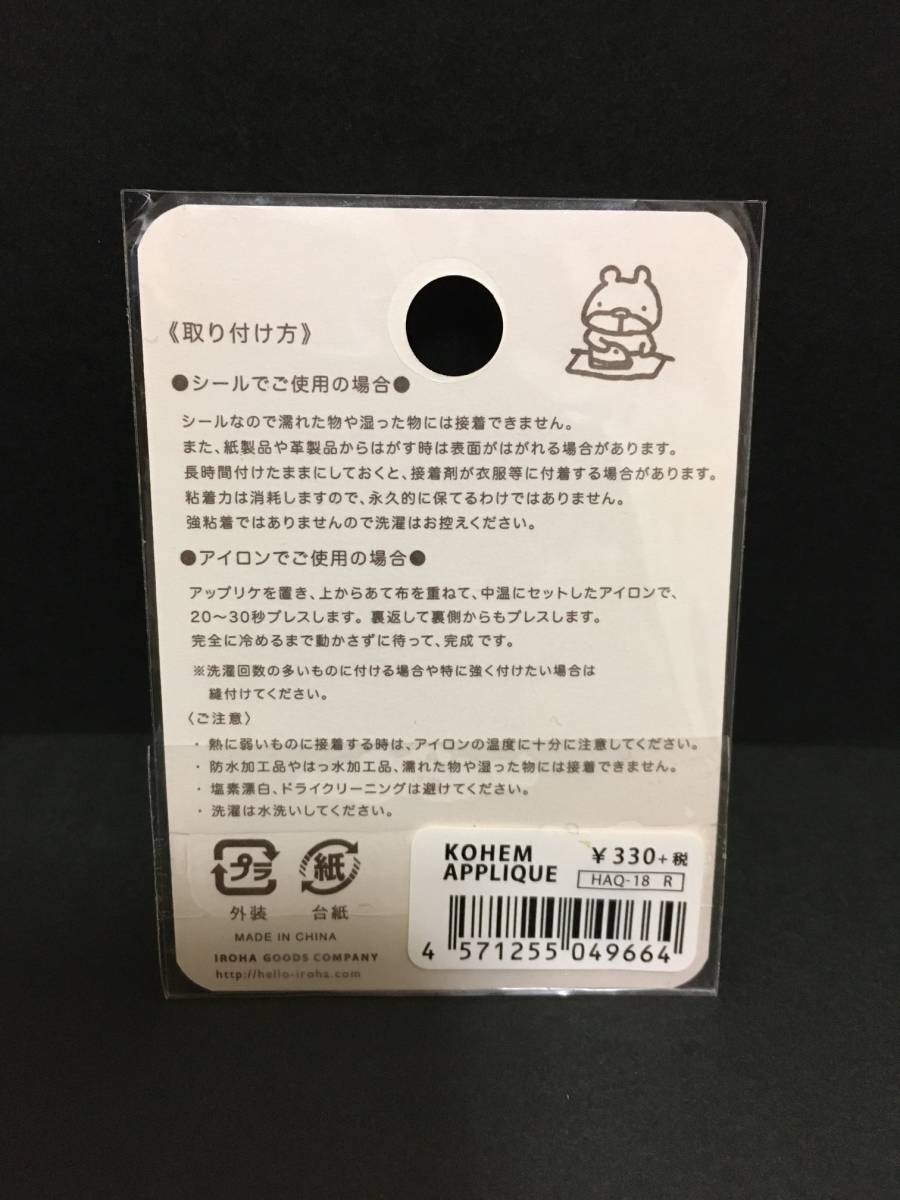 《取り付け方》
●シールでご使用の場合●
シールなので濡れた物や湿った物には接着できません。
また、紙製品や革製品からはがす時は表面がはがれる場合があります。
長時間付けたままにしておくと、接着剤が衣服等に付着する場合があります。
粘着力は消耗しますので、永久的に保てるわけではありません。
強粘着ではありませんので洗濯はお控えください。
●アイロンでご使用の場合●
アップリケを置き、上からあて布を重ねて、中温にセットしたアイロンで、
20〜30秒プレスします。裏返して裏側からもプレスします。
完全に冷めるまで動かさずに待って、完成です。
※洗濯回数の多いものに付ける場合や特に強く付けたい場合は
縫付けてください。
〈ご注意〉
・熱に弱いものに接着する時は、アイロンの温度に十分に注意してください。
・防水加工品やはっ水加工品、濡れた物や湿った物には接着できません。
・塩素漂白、ドライクリーニングは避けてください。
・洗濯は水洗いしてください。
プラ 紙
外装 台紙
MADE IN CHINA
IROHA GOODS COMPANY
http://hello-iroha.com
KOHEM ¥330+税
APPLIQUE HAQ-18 R
4 571255 049664